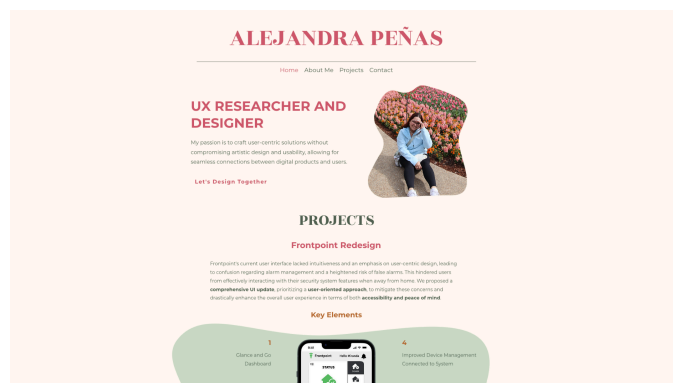 ALEJANDRA PEÑAS
Home About Me Projects Contact
UX RESEARCHER AND
DESIGNER
My passion is to craft user-centric solutions without
compromising artistic design and usability, allowing for
seamless connections between digital products and users.
Let's Design Together
PROJECTS
Frontpoint Redesign
Frontpoint's current user interface lacked intuitiveness and an emphasis on user-centric design, leading
to confusion regarding alarm management and a heightened risk of false alarms. This hindered users
from effectively interacting with their security system features when away from home. We proposed a
comprehensive UI update, prioritizing a user-oriented approach, to mitigate these concerns and
drastically enhance the overall user experience in terms of both accessibility and peace of mind.
Key Elements
1
Glance and Go
Dashboard
Frontpoint
STATUS
4
Improved Device Management
Connected to System